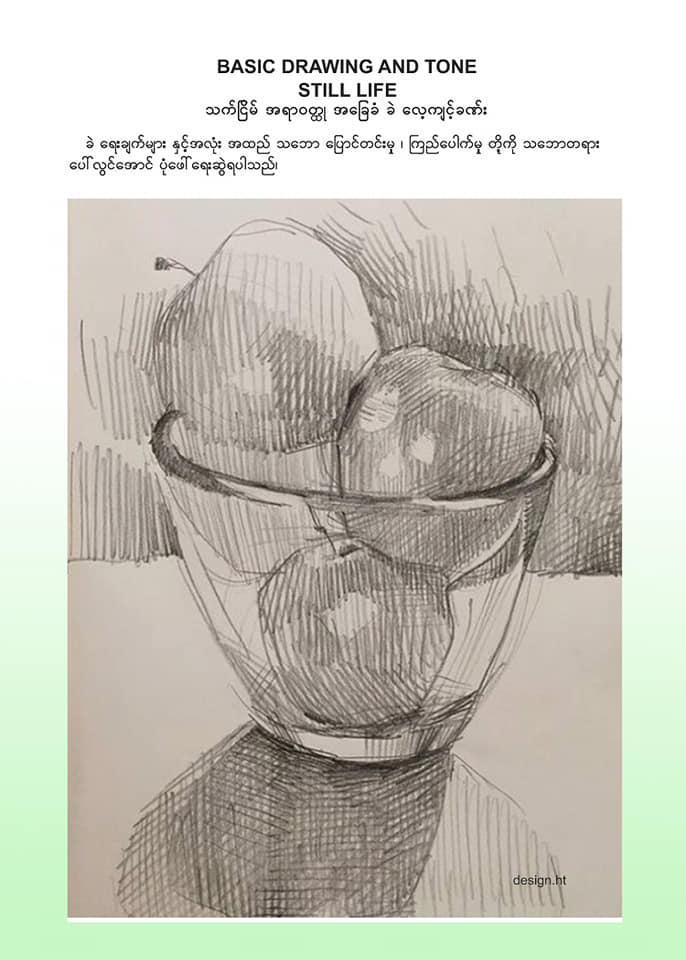 BASIC DRAWING AND TONE
STILL LIFE
သက်ငြိမ် အရာဝတ္ထု အခြေခံ ခဲ လေ့ကျင့်ခဏ်း
ခဲ ရေးချက်များ နှင့်အလုံး အထည် သဘော ပြောင်တင်းမှု ၊ ကြည်ပေါက်မှု တို့ကို သဘောတရား
ပေါ်လွင်အောင် ပုံဖေါ်ရေးဆွဲရပါသည်၊
design.ht